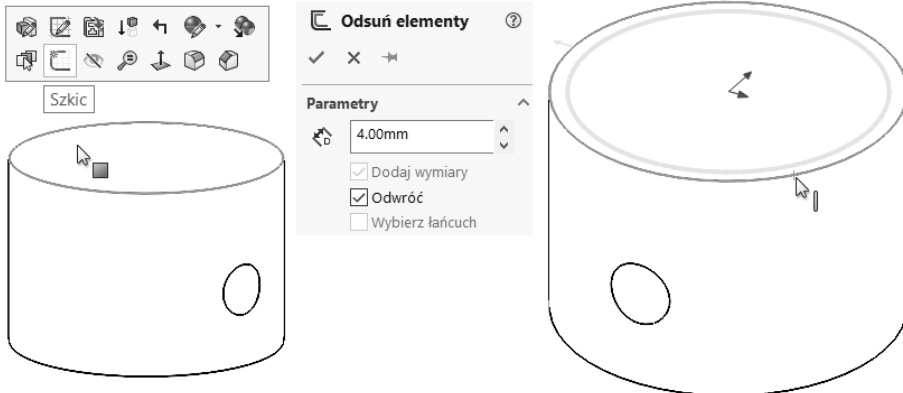 Szkic
Odsuń elementy
Parametry
4.00mm
Dodaj wymiary
Odwróć
Wybierz łańcuch